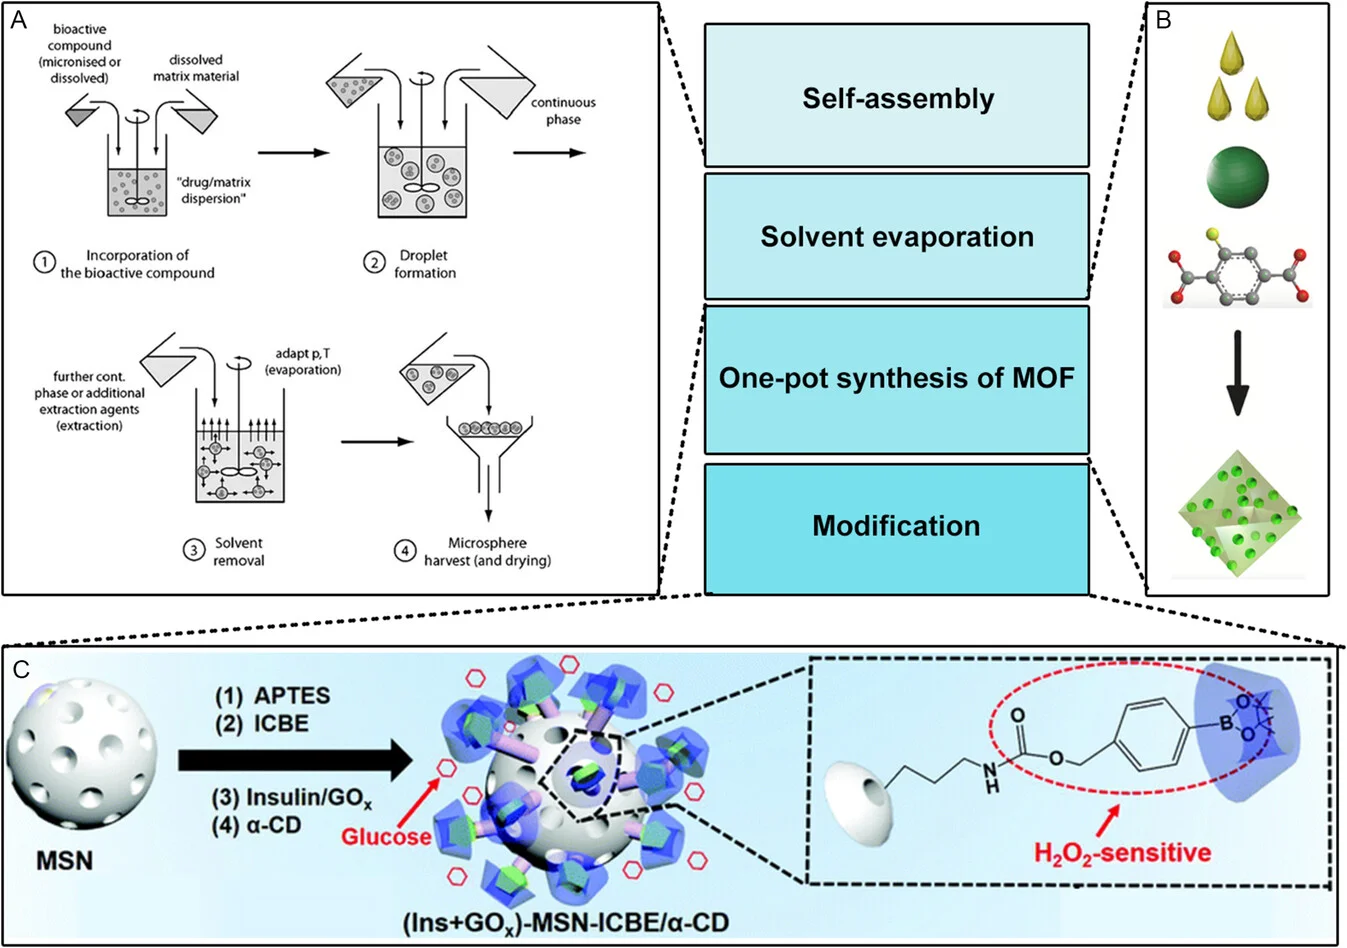 A
bioactive
compound
(micronised or
dissolved)
dissolved
matrix material
"drug/matrix
dispersion"
continuous
phase
1 Incorporation of
the bioactive compound
2 Droplet
formation
further cont.
phase or additional
extraction agents
(extraction)
adapt p,T
(evaporation)
3 Solvent
removal
4 Microsphere
harvest (and drying)
Self-assembly
Solvent evaporation
One-pot synthesis of MOF
Modification
B
C
MSN
(1) APTES
(2) ICBE
(3) Insulin/GOₓ
(4) α-CD
Glucose
(Ins+GOₓ)-MSN-ICBE/α-CD
O
N
H
O
B
O
O
H₂O₂-sensitive